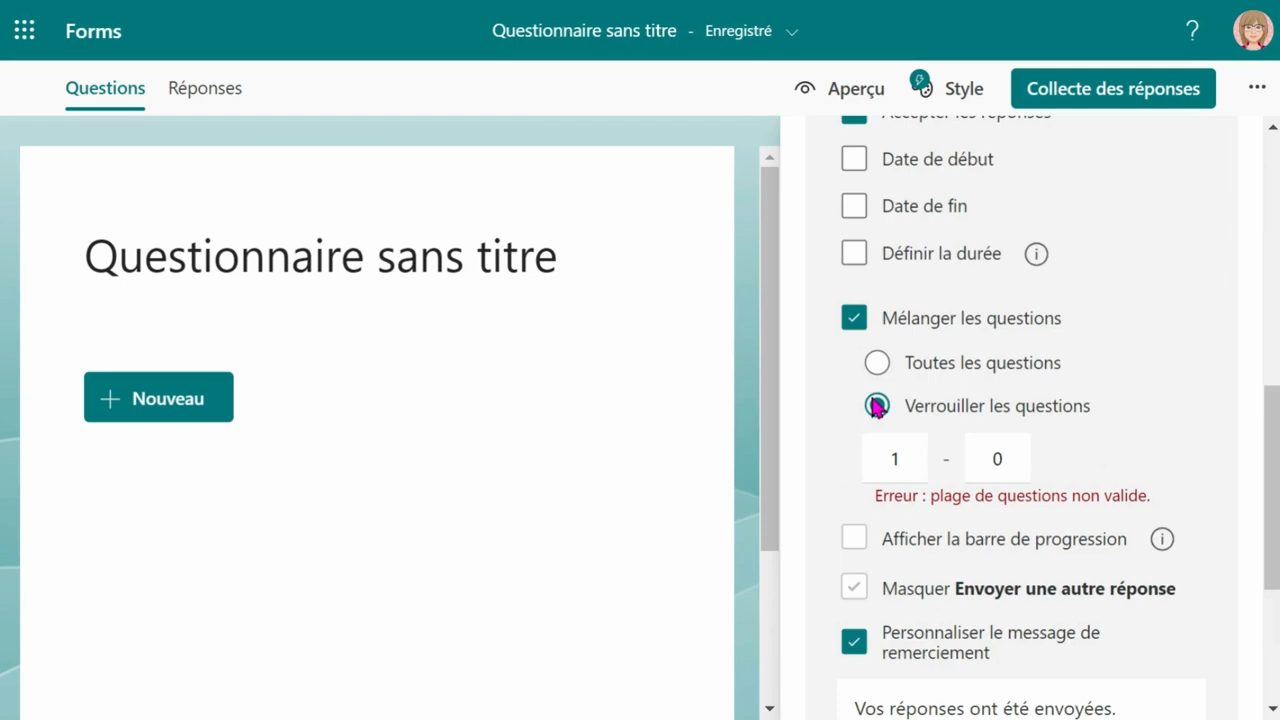 Forms
Questionnaire sans titre - Enregistré
?
Questions
Réponses
Aperçu
Style
Collecte des réponses
Questionnaire sans titre
Nouveau
Accepter les réponses
Date de début
Date de fin
Définir la durée
Mélanger les questions
Toutes les questions
Verrouiller les questions
1 - 0
Erreur : plage de questions non valide.
Afficher la barre de progression
Masquer Envoyer une autre réponse
Personnaliser le message de
remerciement
Vos réponses ont été envoyées.